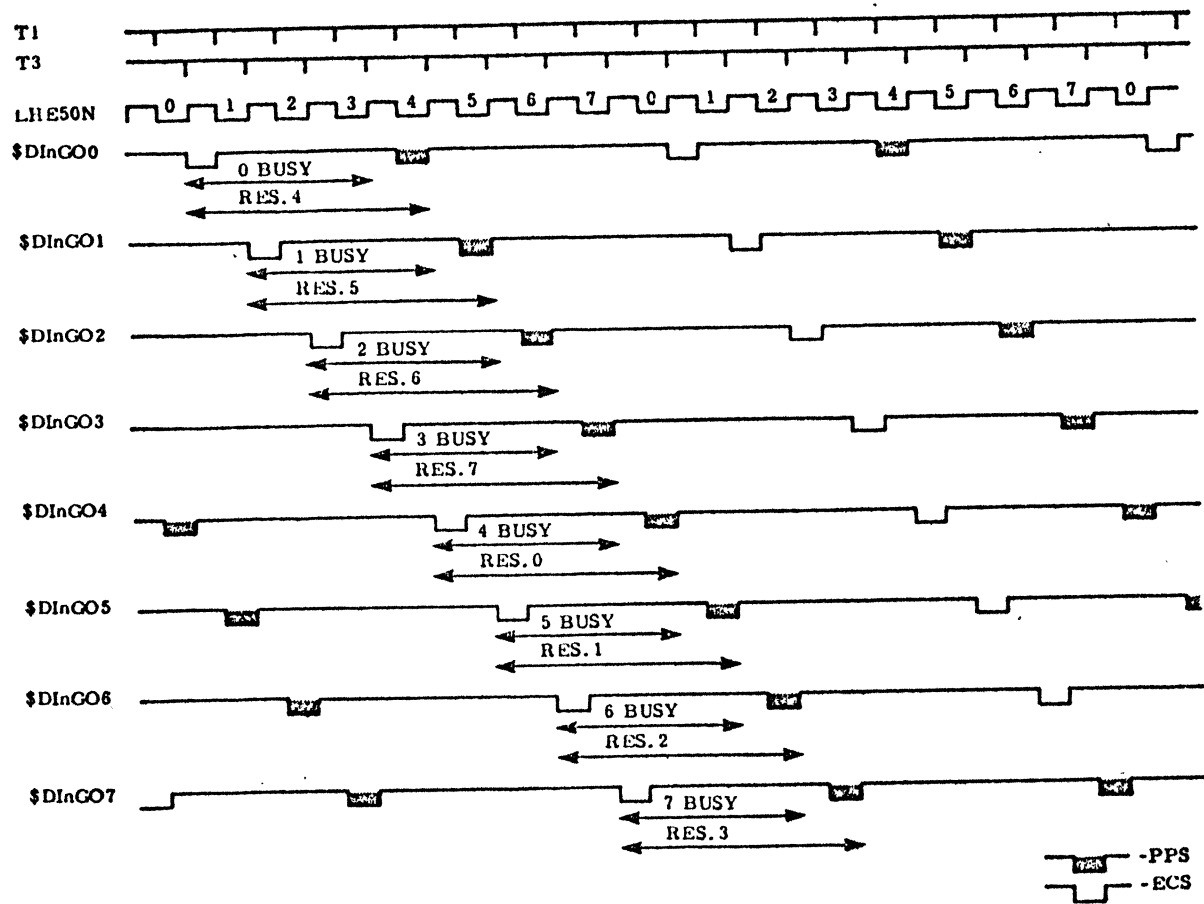 T1
T3
LHE50N 0 1 2 3 4 5 6 7 0 1 2 3 4 5 6 7 0
$DInGO0
0 BUSY
RES.4
$DInGO1
1 BUSY
RES.5
$DInGO2
2 BUSY
RES.6
$DInGO3
3 BUSY
RES.7
$DInGO4
4 BUSY
RES.0
$DInGO5
5 BUSY
RES.1
$DInGO6
6 BUSY
RES.2
$DInGO7
7 BUSY
RES.3
-PPS
-ECS